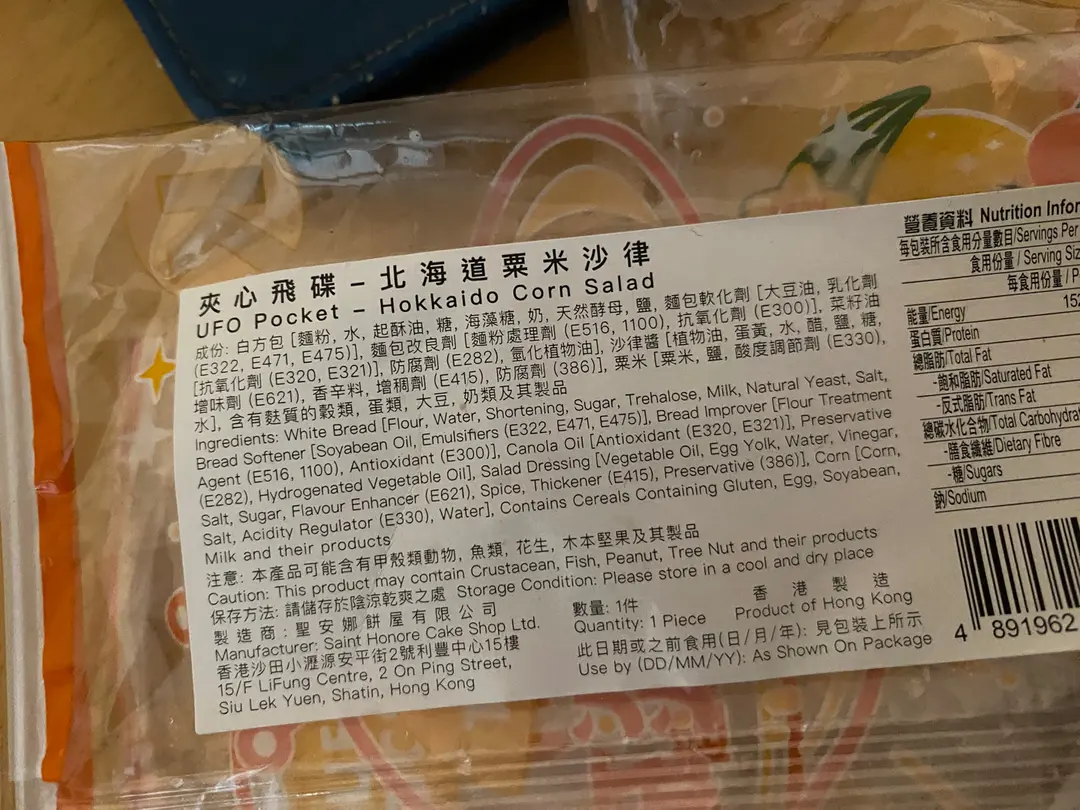 夾心飛碟 – 北海道粟米沙律
UFO Pocket – Hokkaido Corn Salad
成份: 白方包 [麵粉, 水, 起酥油, 糖, 海藻糖, 奶, 天然酵母, 鹽, 麵包軟化劑 [大豆油, 乳化劑
(E322, E471, E475)], 麵包改良劑 [麵粉處理劑 (E516, 1100), 抗氧化劑 (E300)], 菜籽油
[抗氧化劑 (E320, E321)], 防腐劑 (E282), 氫化植物油], 沙律醬 [植物油, 蛋黃, 水, 醋, 鹽, 糖,
增味劑 (E621), 香辛料, 增稠劑 (E415), 防腐劑 (386)], 粟米 [粟米, 鹽, 酸度調節劑 (E330),
水], 含有麩質的穀類, 蛋類, 大豆, 奶類及其製品
Ingredients: White Bread [Flour, Water, Shortening, Sugar, Trehalose, Milk, Natural Yeast, Salt,
Bread Softener [Soyabean Oil, Emulsifiers (E322, E471, E475)], Bread Improver [Flour Treatment
Agent (E516, 1100), Antioxidant (E300)], Canola Oil [Antioxidant (E320, E321)], Preservative
(E282), Hydrogenated Vegetable Oil], Salad Dressing [Vegetable Oil, Egg Yolk, Water, Vinegar,
Salt, Sugar, Flavour Enhancer (E621), Spice, Thickener (E415), Preservative (386)], Corn [Corn,
Salt, Acidity Regulator (E330), Water], Contains Cereals Containing Gluten, Egg, Soyabean,
Milk and their products
注意: 本產品可能含有甲殼類動物, 魚類, 花生, 木本堅果及其製品
Caution: This product may contain Crustacean, Fish, Peanut, Tree Nut and their products
保存方法: 請儲存於陰涼乾爽之處 Storage Condition: Please store in a cool and dry place
製造商: 聖安娜餅屋有限公司
Manufacturer: Saint Honore Cake Shop Ltd.
香港沙田小瀝源安平街2號利豐中心15樓
15/F LiFung Centre, 2 On Ping Street,
Siu Lek Yuen, Shatin, Hong Kong
數量: 1件
Quantity: 1 Piece
香港製造
Product of Hong Kong
此日期或之前食用(日/月/年): 見包裝上所示
Use by (DD/MM/YY): As Shown On Package
營養資料 Nutrition Infor
每包裝所含食用分量數目/Servings Per
食用份量 / Serving Siz
每食用份量 / P
能量/Energy 152
蛋白質/Protein
總脂肪/Total Fat
-飽和脂肪/Saturated Fat
-反式脂肪/Trans Fat
總碳水化合物/Total Carbohydra
-膳食纖維/Dietary Fibre
-糖/Sugars
鈉/Sodium
4 891962